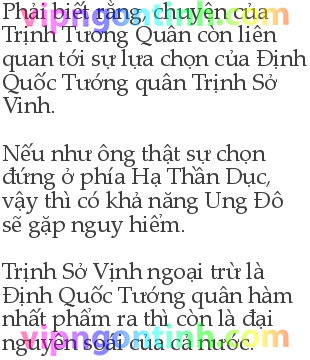 Phải biết rằng, chuyện của
Trịnh Tướng Quân còn liên
quan tới sự lựa chọn của Định
Quốc Tướng quân Trịnh Sở
Vinh.

Nếu như ông thật sự chọn
đứng ở phía Hạ Thần Dục,
vậy thì có khả năng Ung Đô
sẽ gặp nguy hiểm.

Trịnh Sở Vịnh ngoại trừ là
Định Quốc Tướng quân hàm
nhất phẩm ra thì còn là đại
nguyên soái của cả nước.
vipngontinh.com
vipngontinh.com